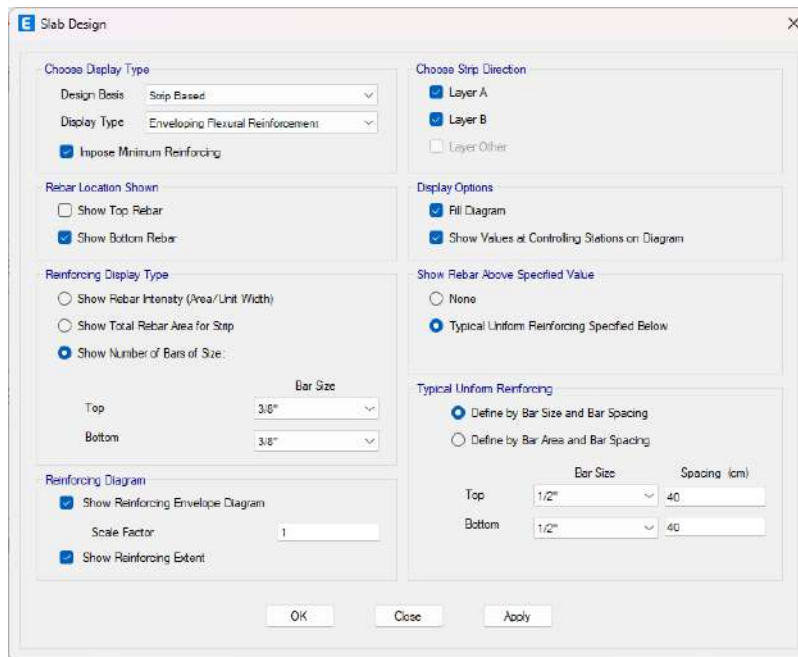 E Slab Design
Choose Display Type
Design Basis Strip Based
Display Type Enveloping Flexural Reinforcement
Impose Minimum Reinforcing
Rebar Location Shown
Show Top Rebar
Show Bottom Rebar
Reinforcing Display Type
Show Rebar Intensity (Area/Unit Width)
Show Total Rebar Area for Strip
Show Number of Bars of Size:
Bar Size
Top 3/8"
Bottom 3/8"
Reinforcing Diagram
Show Reinforcing Envelope Diagram
Scale Factor 1
Show Reinforcing Extent
Choose Strip Direction
Layer A
Layer B
Layer Other
Display Options
Fill Diagram
Show Values at Controlling Stations on Diagram
Show Rebar Above Specified Value
None
Typical Uniform Reinforcing Specified Below
Typical Uniform Reinforcing
Define by Bar Size and Bar Spacing
Define by Bar Area and Bar Spacing
Bar Size Spacing (cm)
Top 1/2" 40
Bottom 1/2" 40
OK Close Apply